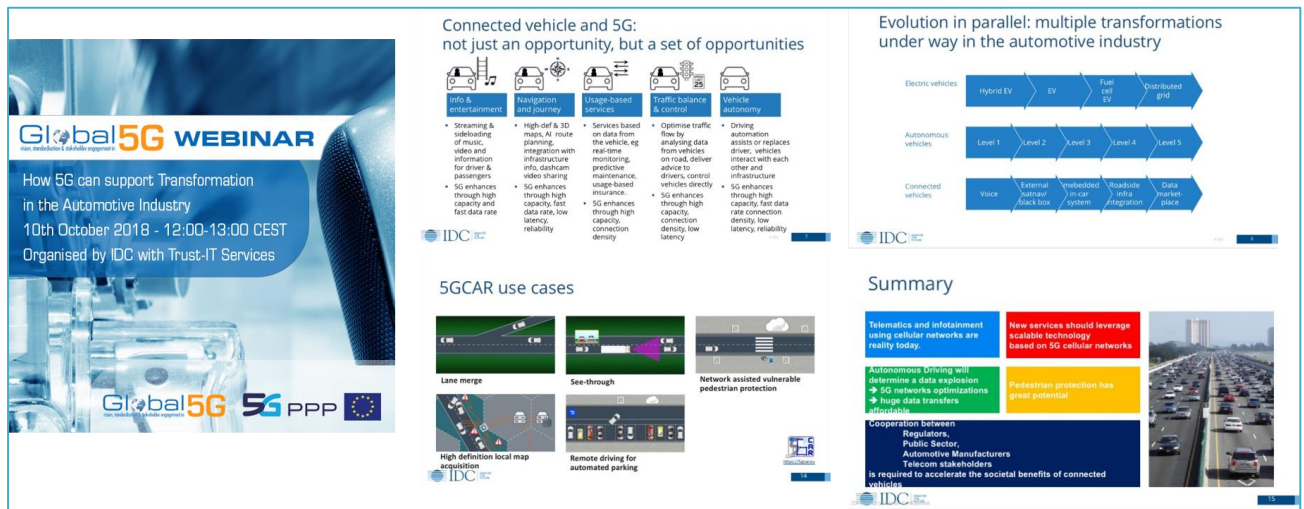 Global5G WEBINAR
vision, standardisation & stakeholder engagement in
How 5G can support Transformation
in the Automotive Industry
10th October 2018 - 12:00-13:00 CEST
Organised by IDC with Trust-IT Services
Global5G
vision, standardisation & stakeholder engagement in
5G PPP
Connected vehicle and 5G:
not just an opportunity, but a set of opportunities
25
Info &
entertainment
• Streaming &
sideloading
of music,
video and
information
for driver &
passengers
• 5G enhances
through high
capacity and
fast data rate
Navigation
and journey
• High-def & 3D
maps, AI route
planning,
integration with
infrastructure
info, dashcam
video sharing
• 5G enhances
through high
capacity, fast
data rate, low
latency,
reliability
Usage-based
services
• Services based
on data from
the vehicle, eg
real-time
monitoring,
predictive
maintenance,
usage-based
insurance.
• 5G enhances
through high
capacity,
connection
density
Traffic balance
& control
• Optimise traffic
flow by
analysing data
from vehicles
on road, deliver
advice to
drivers, control
vehicles directly
• 5G enhances
through high
capacity,
connection
density, low
latency
Vehicle
autonomy
• Driving
automation
assists or replaces
driver, vehicles
interact with each
other and
infrastructure
• 5G enhances
through high
capacity, fast data
rate connection
density, low
latency, reliability
IDC
Evolution in parallel: multiple transformations
under way in the automotive industry
Electric vehicles
Hybrid EV
EV
Fuel
cell
EV
Distributed
grid
Autonomous
vehicles
Level 1
Level 2
Level 3
Level 4
Level 5
Connected
vehicles
Voice
External
satnav/
black box
mebedded
in-car
system
Roadside
infra
integration
Data
market-
place
IDC
5GCAR use cases
Lane merge
See-through
Network assisted vulnerable
pedestrian protection
High definition local map
acquisition
Remote driving for
automated parking
IDC
14
Summary
Telematics and infotainment
using cellular networks are
reality today.
New services should leverage
scalable technology
based on 5G cellular networks
Autonomous Driving will
determine a data explosion
➔ 5G networks optimizations
➔ huge data transfers
affordable
Pedestrian protection has
great potential
Cooperation between
Regulators,
Public Sector,
Automotive Manufacturers
Telecom stakeholders
is required to accelerate the societal benefits of connected
vehicles
IDC
15